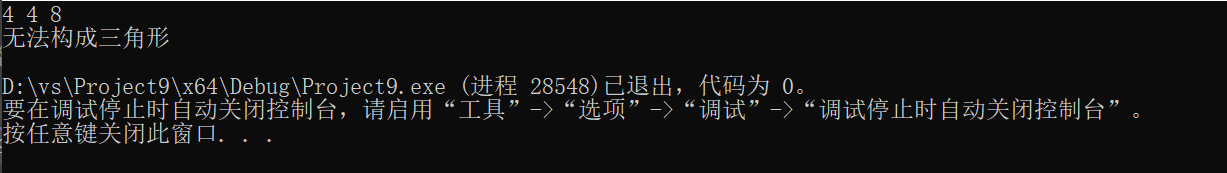 4 4 8
无法构成三角形
D:\vs\Project9\x64\Debug\Project9.exe (进程 28548)已退出，代码为 0。
要在调试停止时自动关闭控制台，请启用“工具”->“选项”->“调试”->“调试停止时自动关闭控制台”。
按任意键关闭此窗口. . .